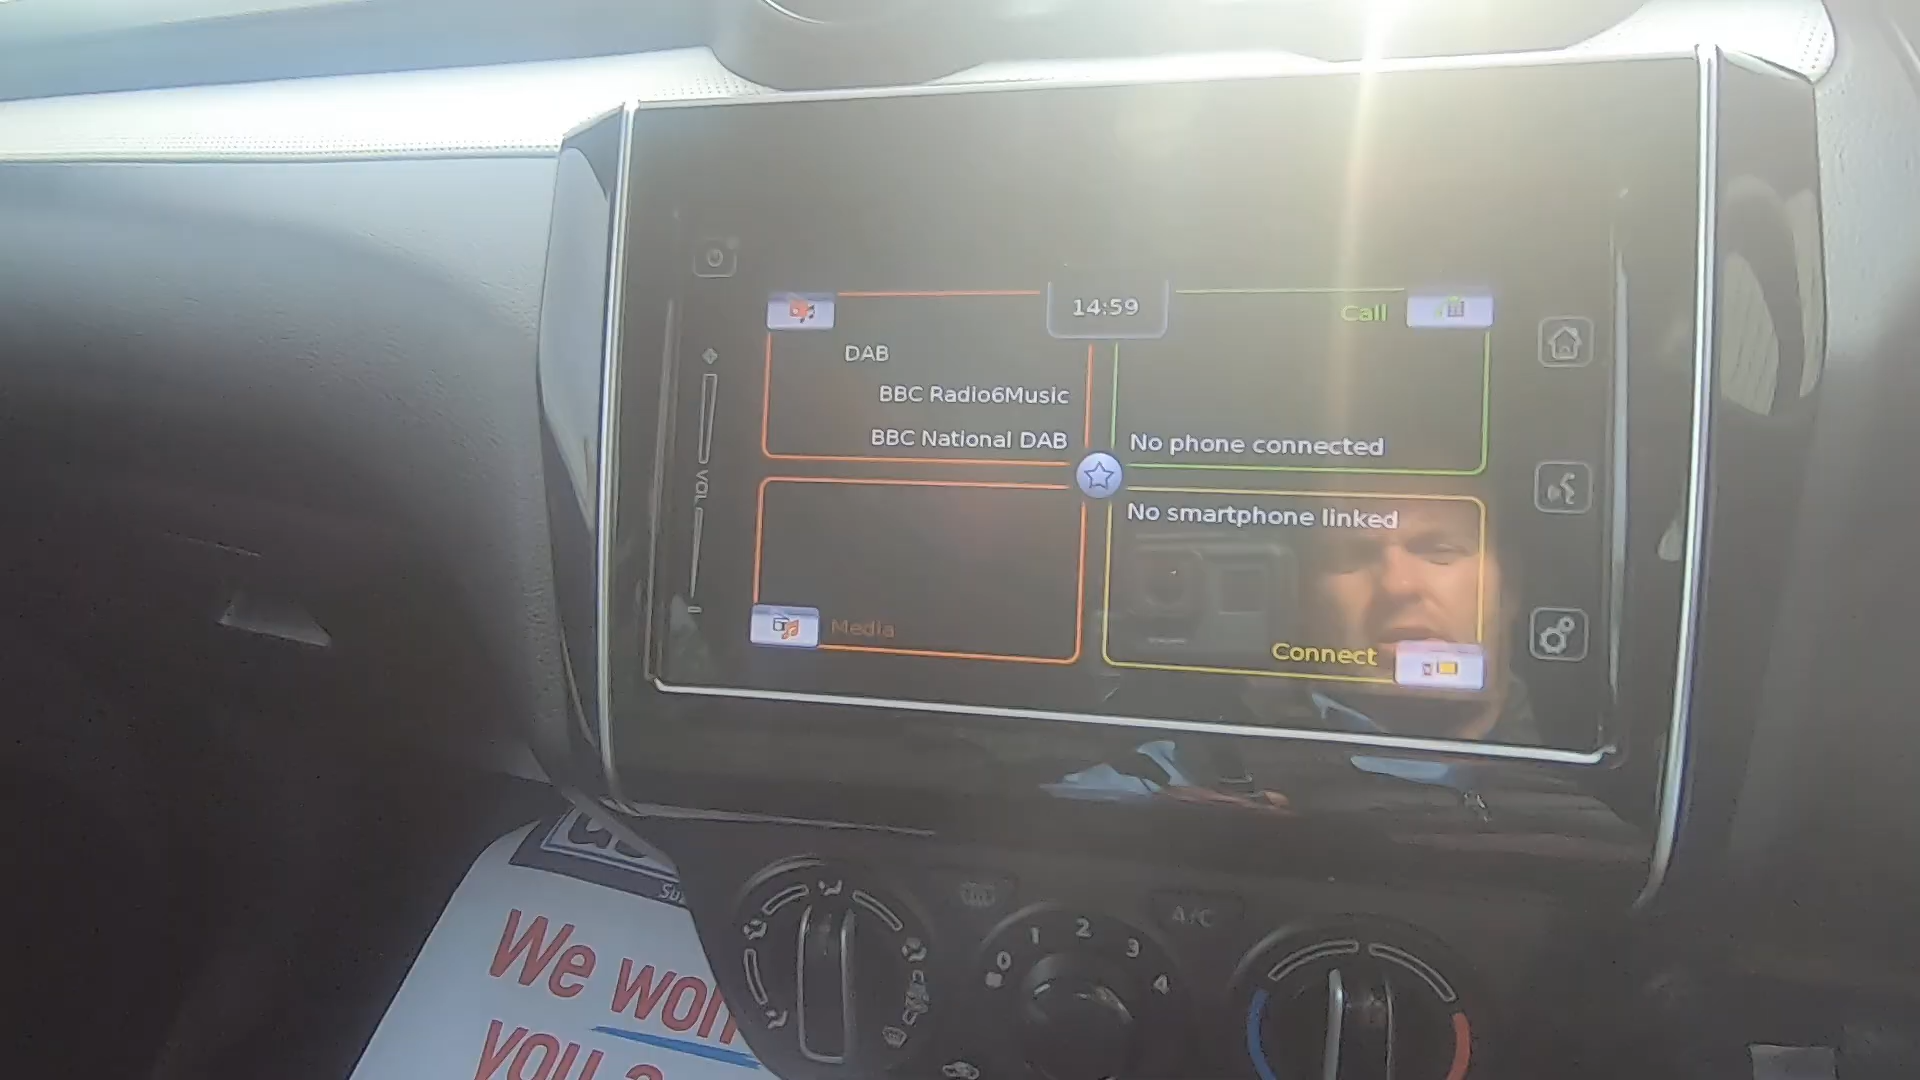 14:59
Call
DAB
BBC Radio6Music
BBC National DAB
No phone connected
VOL
No smartphone linked
Media
Connect
A/C
0 1 2 3 4
We won
you a